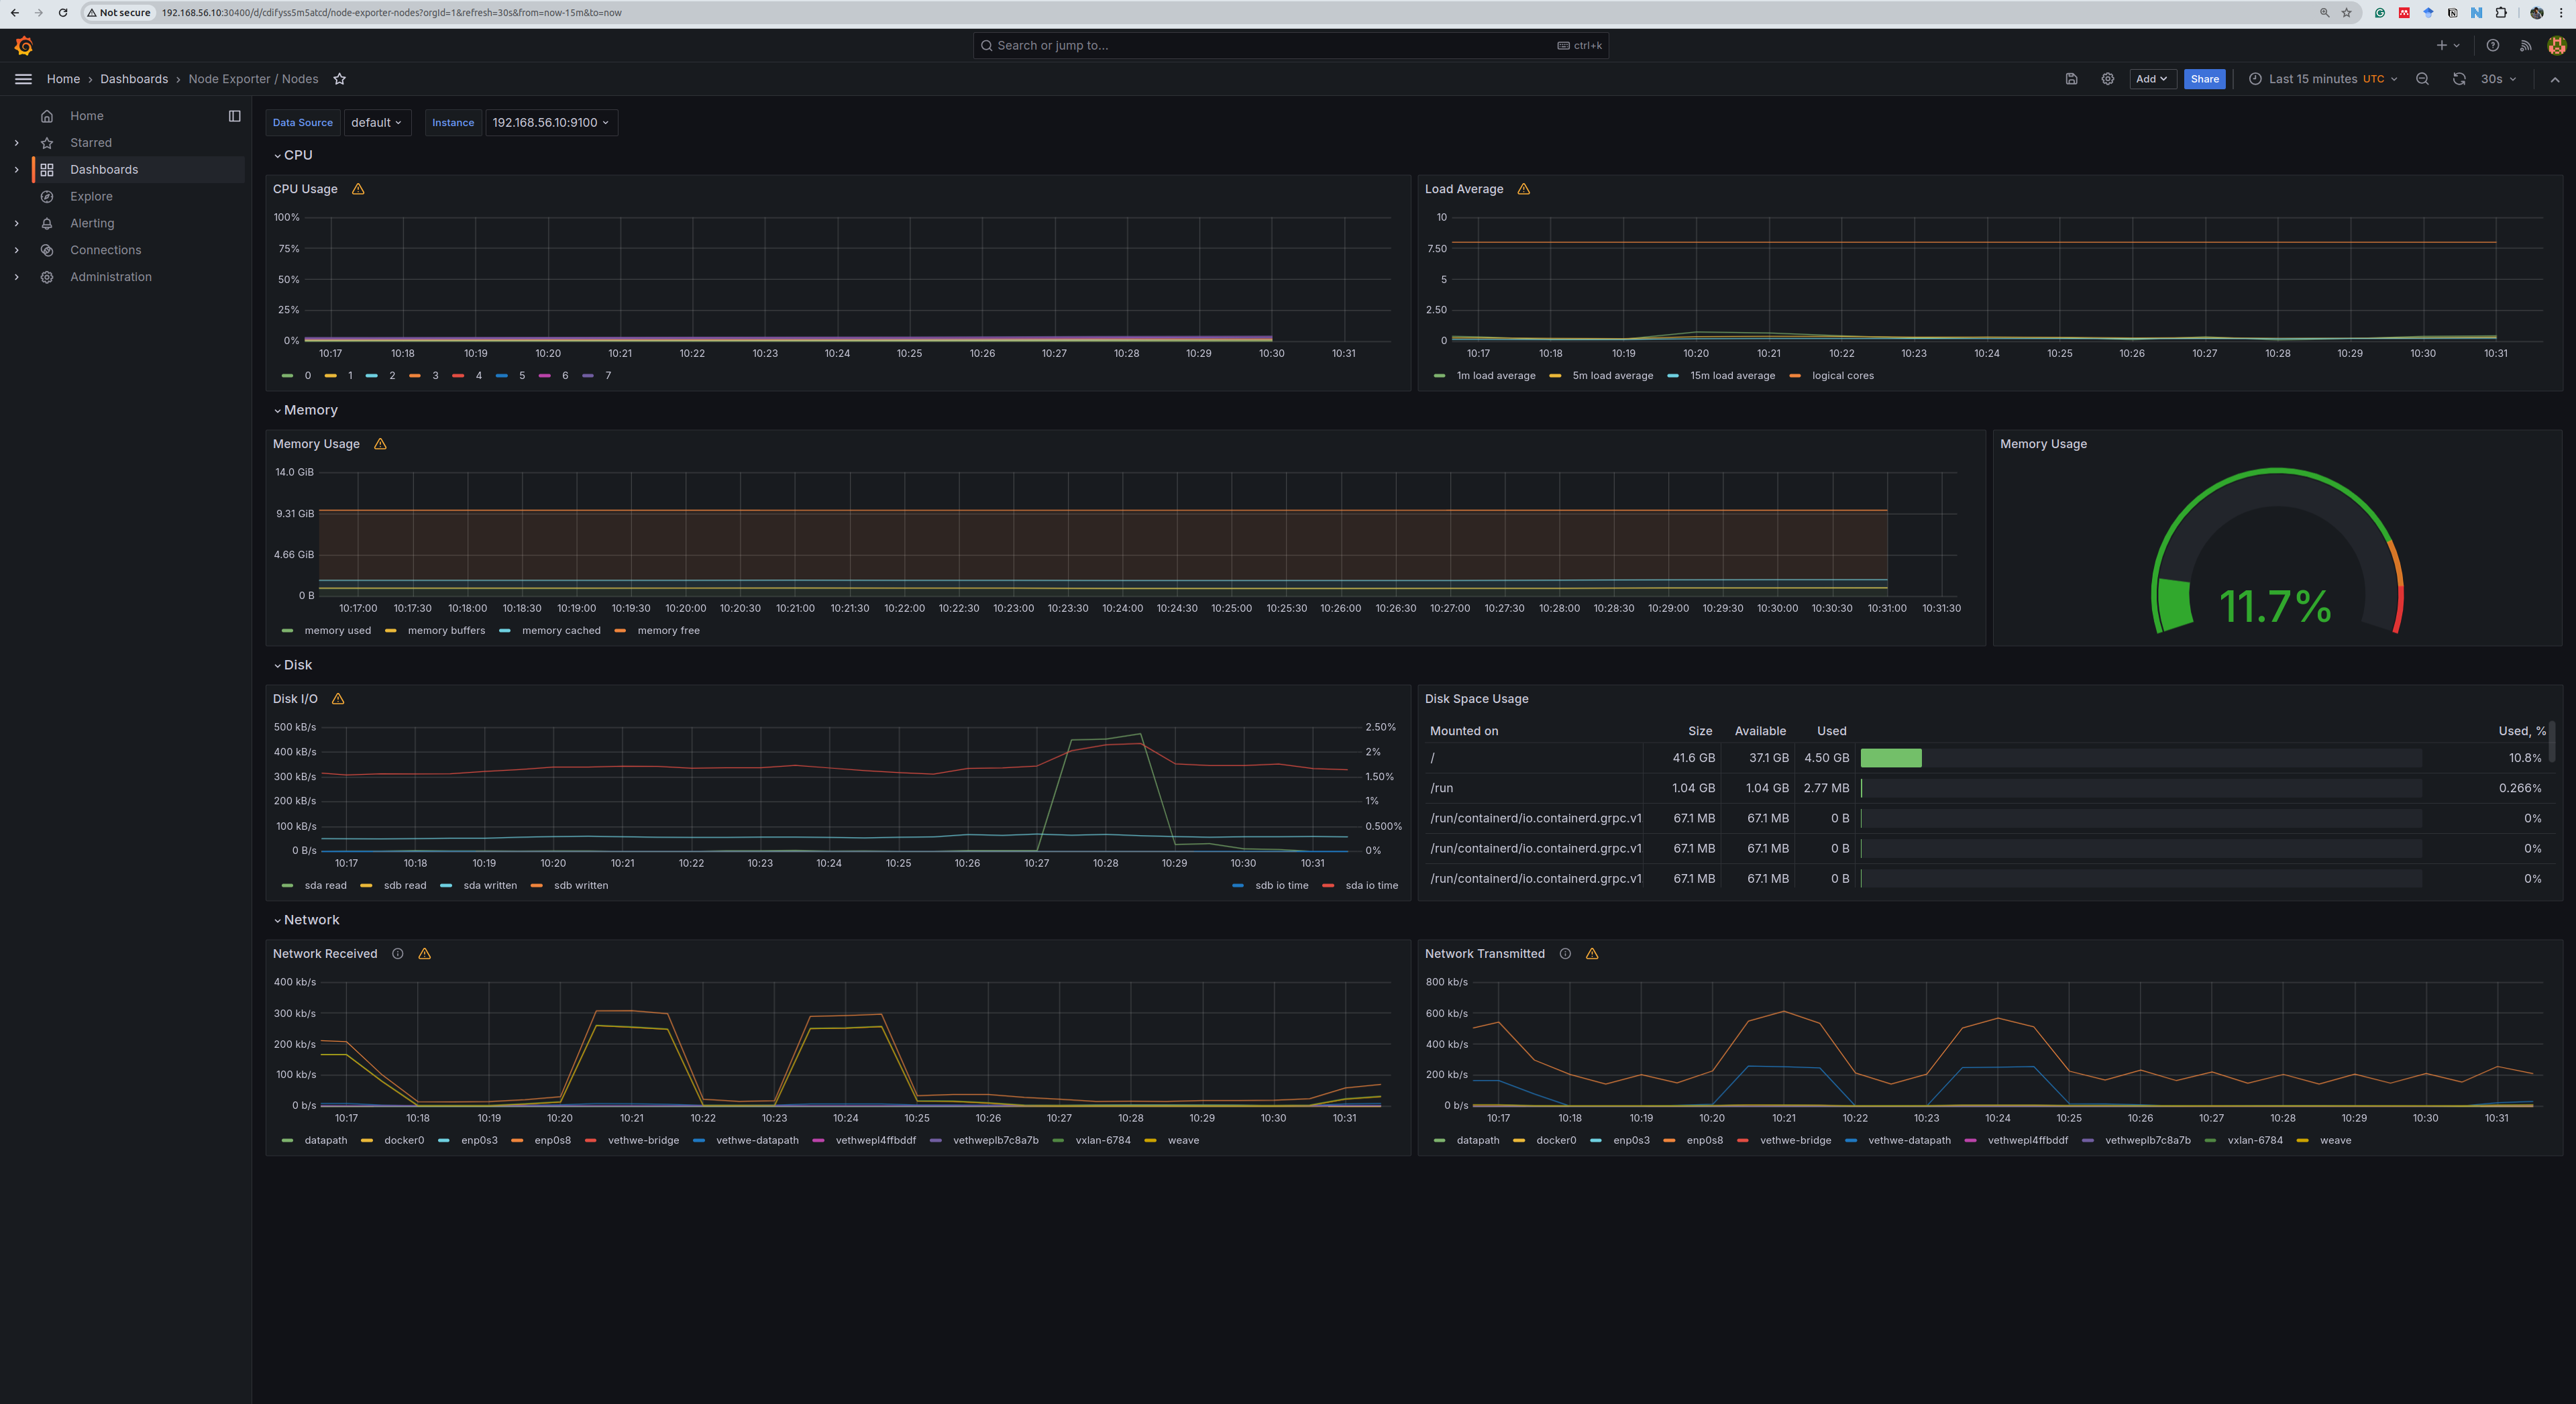 Not secure 192.168.56.10:30400/d/cdifyss5m5atcd/node-exporter-nodes?orgId=1&refresh=30s&from=now-15m&to=now
Search or jump to... ctrl+k
Home › Dashboards › Node Exporter / Nodes
Add Share Last 15 minutes UTC 30s
Home
Starred
Dashboards
Explore
Alerting
Connections
Administration
Data Source default Instance 192.168.56.10:9100
CPU
CPU Usage
100%
75%
50%
25%
0%
10:17 10:18 10:19 10:20 10:21 10:22 10:23 10:24 10:25 10:26 10:27 10:28 10:29 10:30 10:31
0 1 2 3 4 5 6 7
Load Average
10
7.50
5
2.50
0
10:17 10:18 10:19 10:20 10:21 10:22 10:23 10:24 10:25 10:26 10:27 10:28 10:29 10:30 10:31
1m load average 5m load average 15m load average logical cores
Memory
Memory Usage
14.0 GiB
9.31 GiB
4.66 GiB
0 B
10:17:00 10:17:30 10:18:00 10:18:30 10:19:00 10:19:30 10:20:00 10:20:30 10:21:00 10:21:30 10:22:00 10:22:30 10:23:00 10:23:30 10:24:00 10:24:30 10:25:00 10:25:30 10:26:00 10:26:30 10:27:00 10:27:30 10:28:00 10:28:30 10:29:00 10:29:30 10:30:00 10:30:30 10:31:00 10:31:30
memory used memory buffers memory cached memory free
Memory Usage
11.7%
Disk
Disk I/O
500 kB/s 2.50%
400 kB/s 2%
300 kB/s 1.50%
200 kB/s 1%
100 kB/s 0.500%
0 B/s 0%
10:17 10:18 10:19 10:20 10:21 10:22 10:23 10:24 10:25 10:26 10:27 10:28 10:29 10:30 10:31
sda read sdb read sda written sdb written sdb io time sda io time
Disk Space Usage
Mounted on Size Available Used Used, %
/ 41.6 GB 37.1 GB 4.50 GB 10.8%
/run 1.04 GB 1.04 GB 2.77 MB 0.266%
/run/containerd/io.containerd.grpc.v1 67.1 MB 67.1 MB 0 B 0%
/run/containerd/io.containerd.grpc.v1 67.1 MB 67.1 MB 0 B 0%
/run/containerd/io.containerd.grpc.v1 67.1 MB 67.1 MB 0 B 0%
Network
Network Received
400 kb/s
300 kb/s
200 kb/s
100 kb/s
0 b/s
10:17 10:18 10:19 10:20 10:21 10:22 10:23 10:24 10:25 10:26 10:27 10:28 10:29 10:30 10:31
datapath docker0 enp0s3 enp0s8 vethwe-bridge vethwe-datapath vethwepl4ffbddf vethweplb7c8a7b vxlan-6784 weave
Network Transmitted
800 kb/s
600 kb/s
400 kb/s
200 kb/s
0 b/s
10:17 10:18 10:19 10:20 10:21 10:22 10:23 10:24 10:25 10:26 10:27 10:28 10:29 10:30 10:31
datapath docker0 enp0s3 enp0s8 vethwe-bridge vethwe-datapath vethwepl4ffbddf vethweplb7c8a7b vxlan-6784 weave